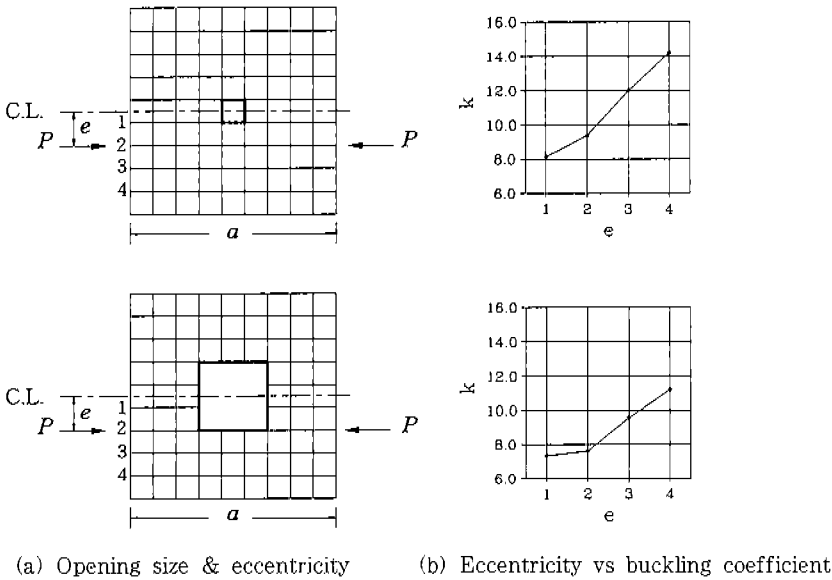 C.L.
e
1
P
2
P
3
4
a
16.0
14.0
12.0
10.0
8.0
6.0
k
1 2 3 4
e
C.L.
e
1
P
2
P
3
4
a
16.0
14.0
12.0
10.0
8.0
6.0
k
1 2 3 4
e
(a) Opening size & eccentricity
(b) Eccentricity vs buckling coefficient